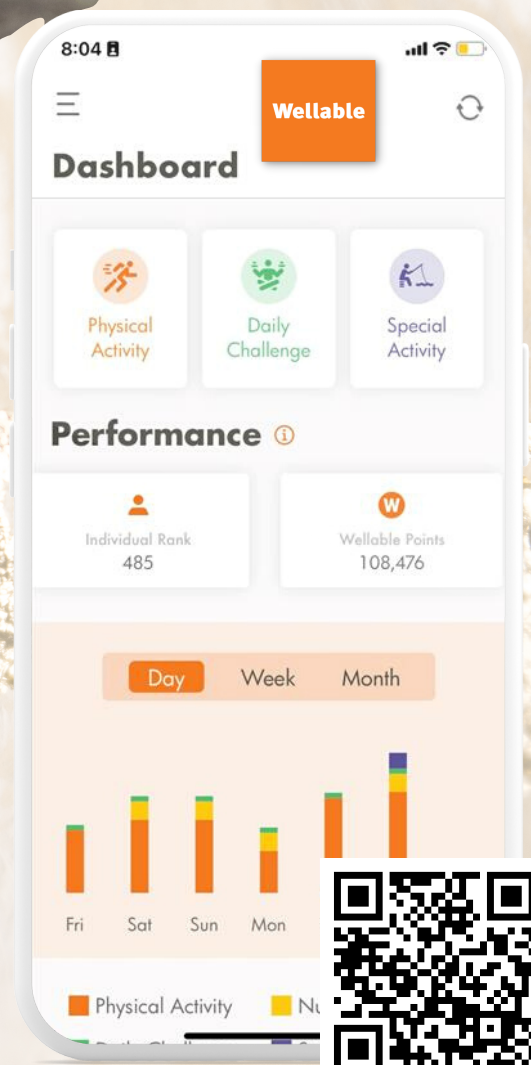 8:04
Wellable
Dashboard
Physical
Activity
Daily
Challenge
Special
Activity
Performance
Individual Rank
485
W
Wellable Points
108,476
Day Week Month
Fri Sat Sun Mon
Physical Activity